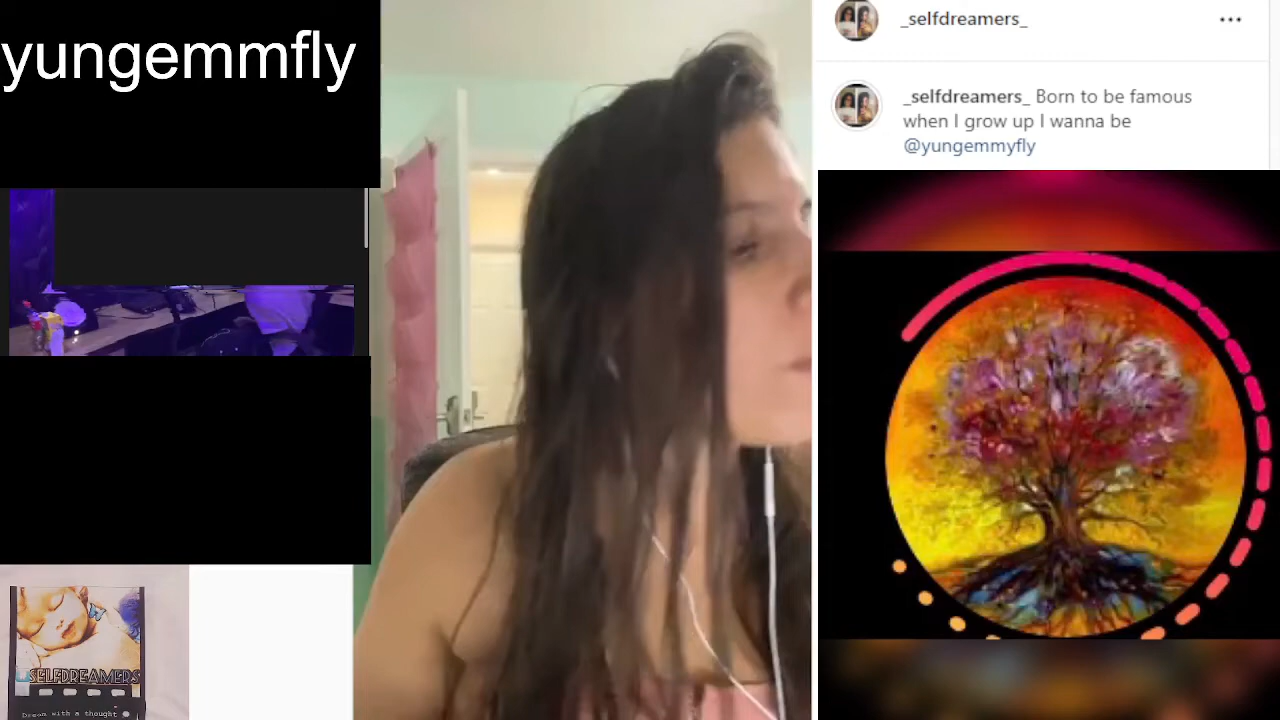 yungemmfly
_selfdreamers_
_selfdreamers_ Born to be famous
when I grow up I wanna be
@yungemmyfly
SELFDREAMERS
Dream with a thought